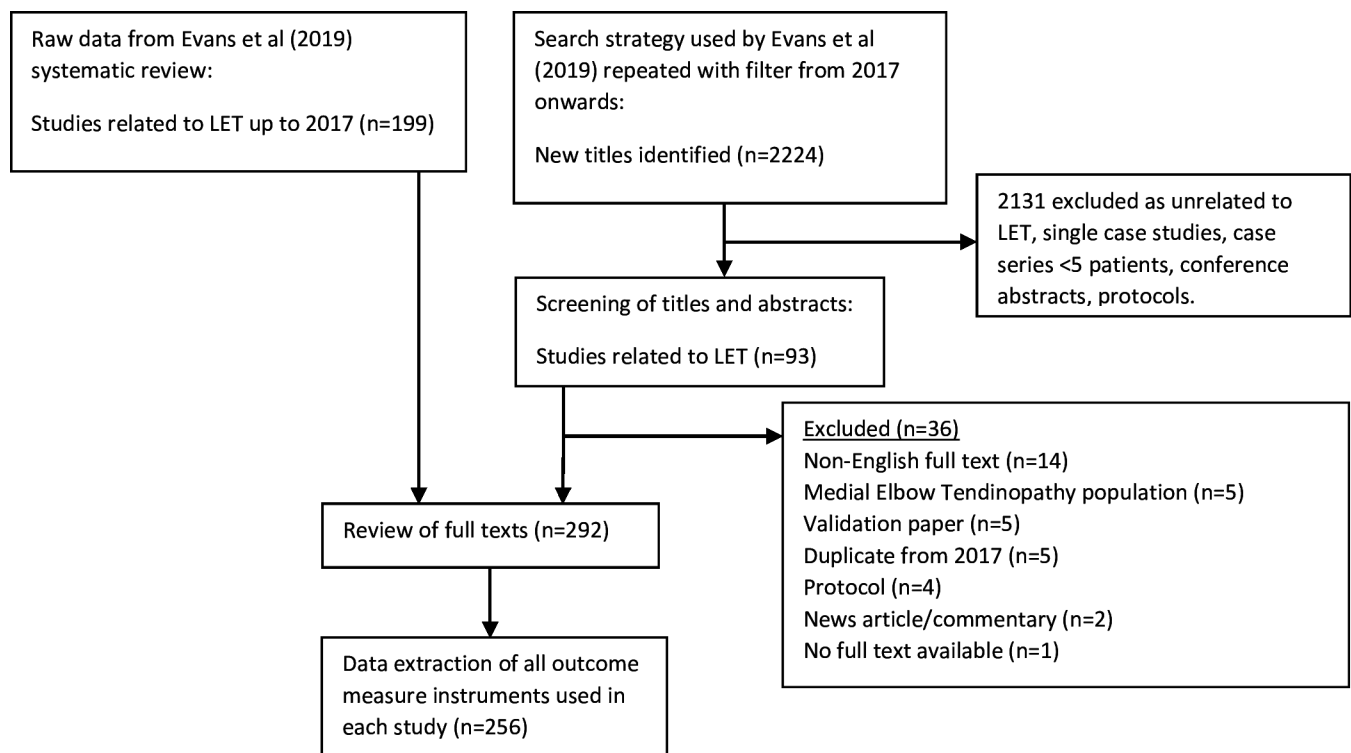 Raw data from Evans et al (2019)
systematic review:
Studies related to LET up to 2017 (n=199)
Search strategy used by Evans et al
(2019) repeated with filter from 2017
onwards:
New titles identified (n=2224)
2131 excluded as unrelated to
LET, single case studies, case
series <5 patients, conference
abstracts, protocols.
Screening of titles and abstracts:
Studies related to LET (n=93)
Excluded (n=36)
Non-English full text (n=14)
Medial Elbow Tendinopathy population (n=5)
Validation paper (n=5)
Duplicate from 2017 (n=5)
Protocol (n=4)
News article/commentary (n=2)
No full text available (n=1)
Review of full texts (n=292)
Data extraction of all outcome
measure instruments used in
each study (n=256)